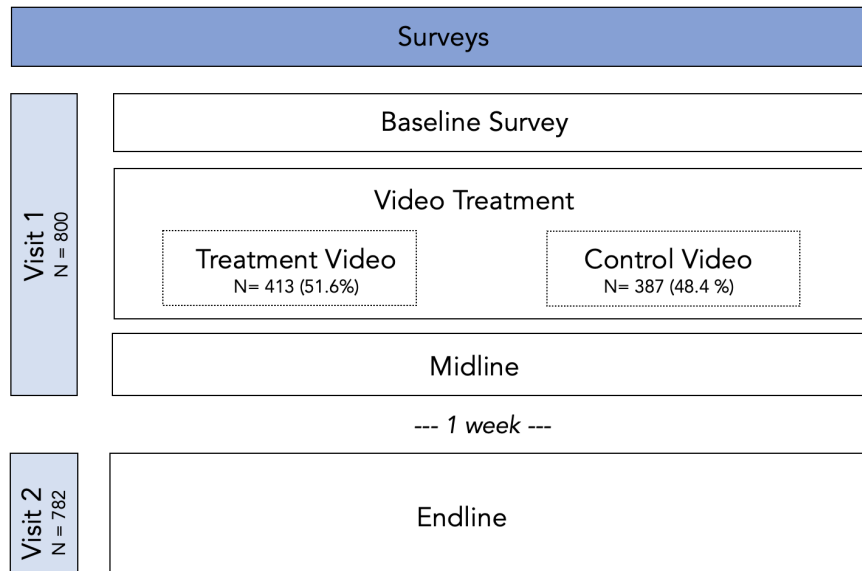 Surveys
Visit 1
N = 800
Baseline Survey
Video Treatment
Treatment Video
N= 413 (51.6%)
Control Video
N= 387 (48.4 %)
Midline
--- 1 week ---
Visit 2
N = 782
Endline